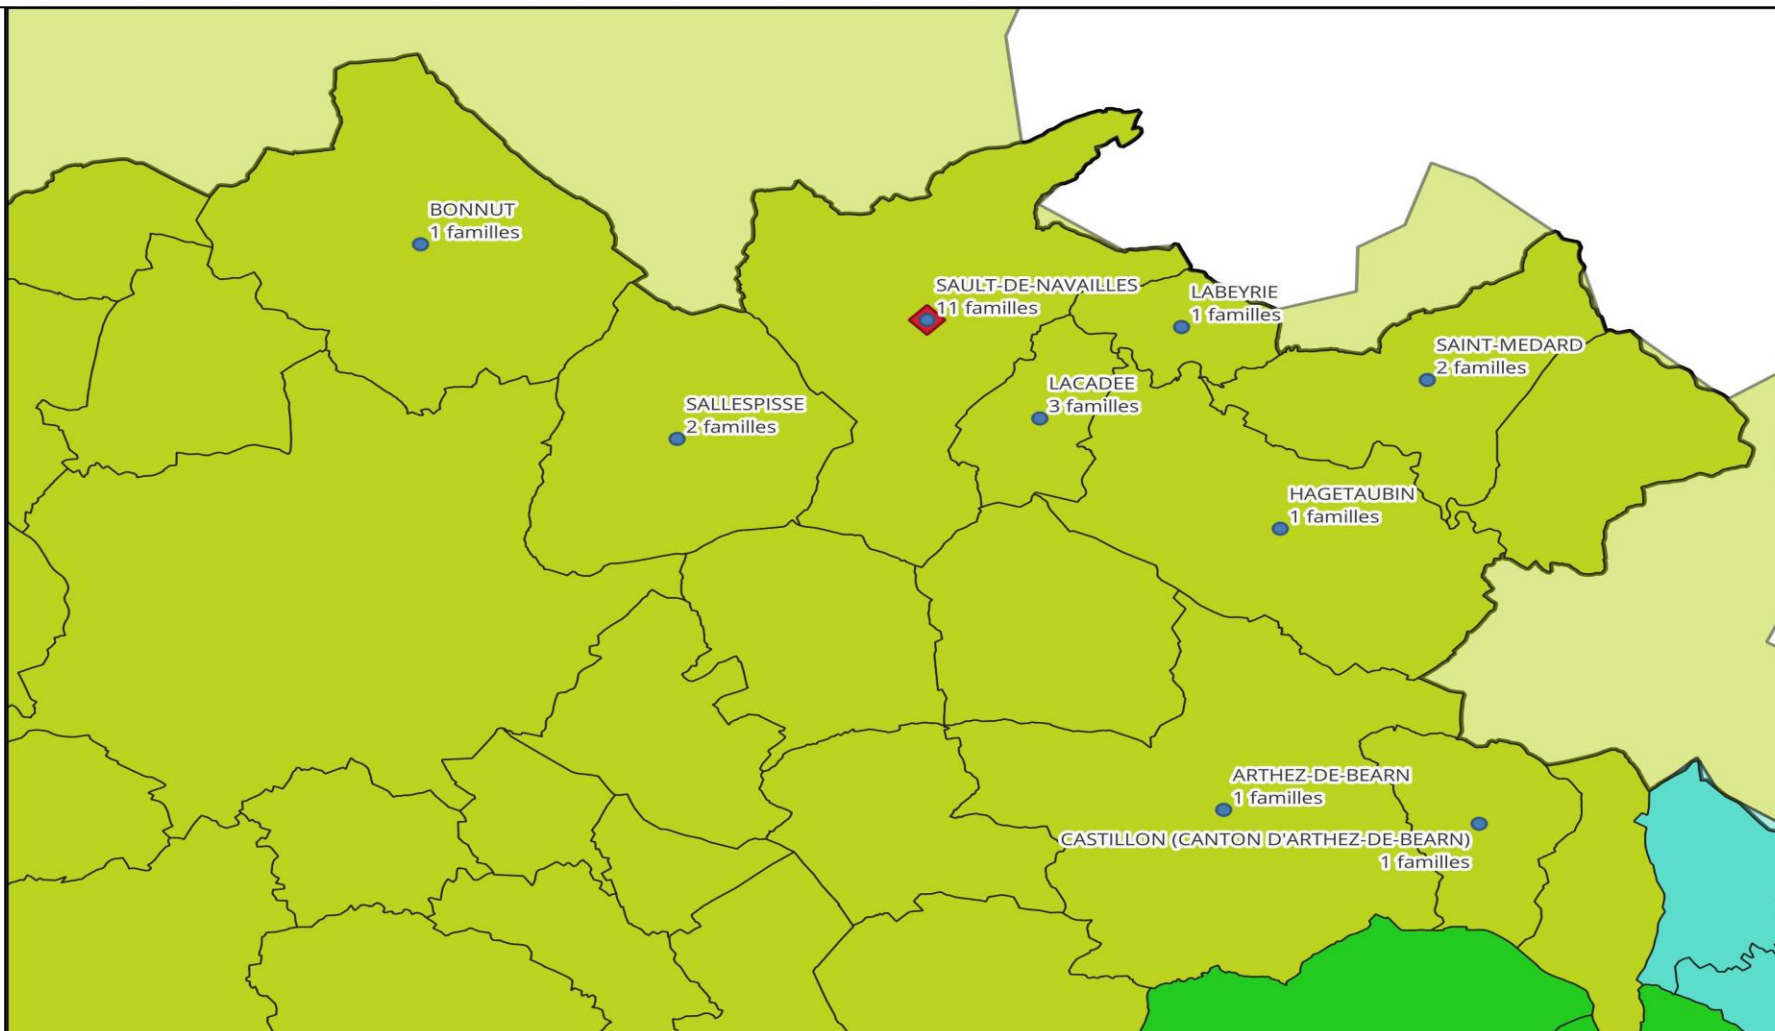 BONNUT
1 familles
SAULT-DE-NAVAILLES
11 familles
LABEYRIE
1 familles
SAINT-MEDARD
2 familles
LACADEE
3 familles
SALLESPISSE
2 familles
HAGETAUBIN
1 familles
ARTHEZ-DE-BEARN
1 familles
CASTILLON (CANTON D'ARTHEZ-DE-BEARN)
1 familles